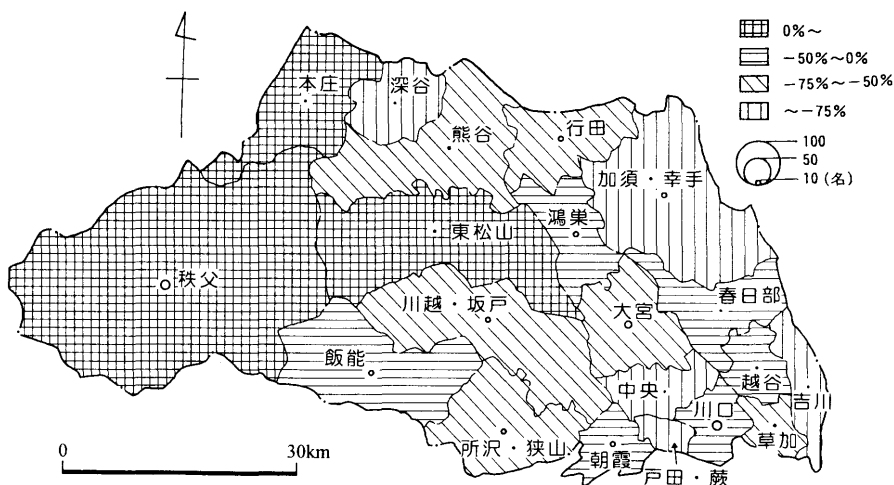 0%～
-50%～0%
-75%～-50%
～-75%
100
50
10(名)
本庄
深谷
熊谷
行田
加須・幸手
鴻巣
東松山
秩父
川越・坂戸
大宮
春日部
飯能
越谷
中央
吉川
川口
草加
所沢・狭山
朝霞
戸田・蕨
0
30km